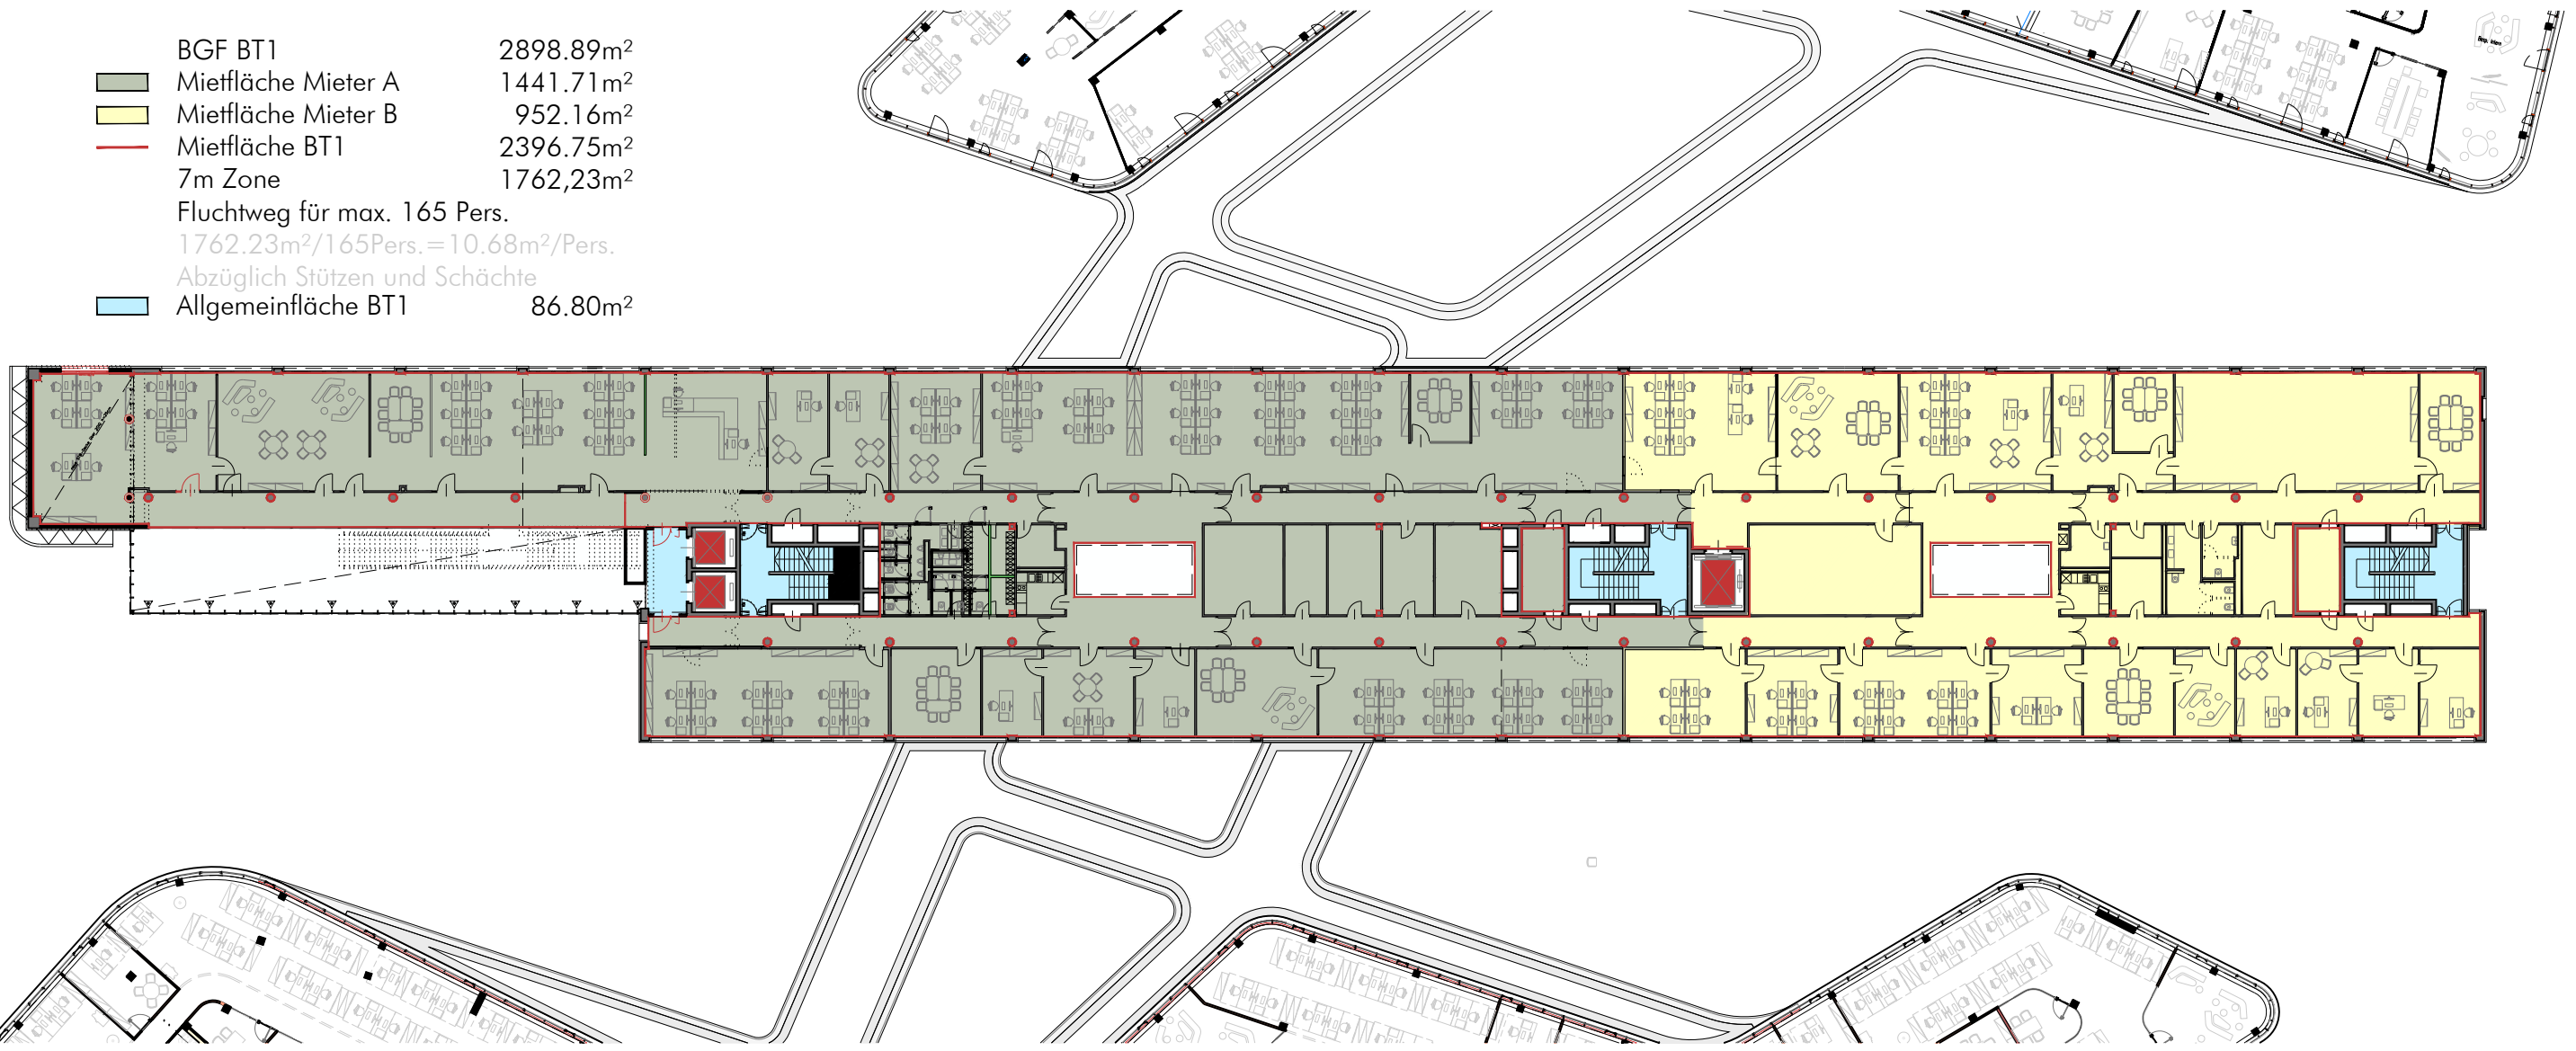 BGF BT1 2898.89m²
Mietfläche Mieter A 1441.71m²
Mietfläche Mieter B 952.16m²
Mietfläche BT1 2396.75m²
7m Zone 1762,23m²
Fluchtweg für max. 165 Pers.
1762.23m²/165Pers.=10.68m²/Pers.
Abzüglich Stützen und Schächte
Allgemeinfläche BT1 86.80m²